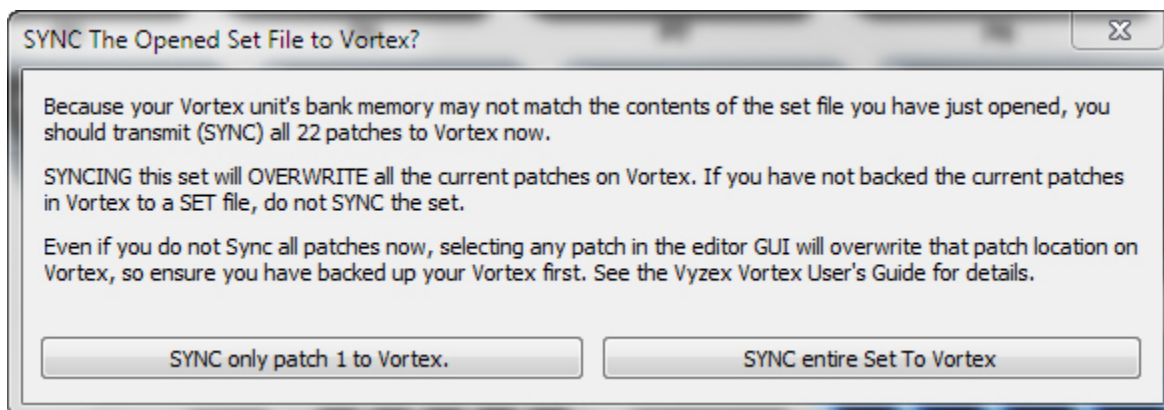 SYNC The Opened Set File to Vortex?
Because your Vortex unit's bank memory may not match the contents of the set file you have just opened, you
should transmit (SYNC) all 22 patches to Vortex now.
SYNCING this set will OVERWRITE all the current patches on Vortex. If you have not backed the current patches
in Vortex to a SET file, do not SYNC the set.
Even if you do not Sync all patches now, selecting any patch in the editor GUI will overwrite that patch location on
Vortex, so ensure you have backed up your Vortex first. See the Vyzex Vortex User's Guide for details.
SYNC only patch 1 to Vortex.
SYNC entire Set To Vortex